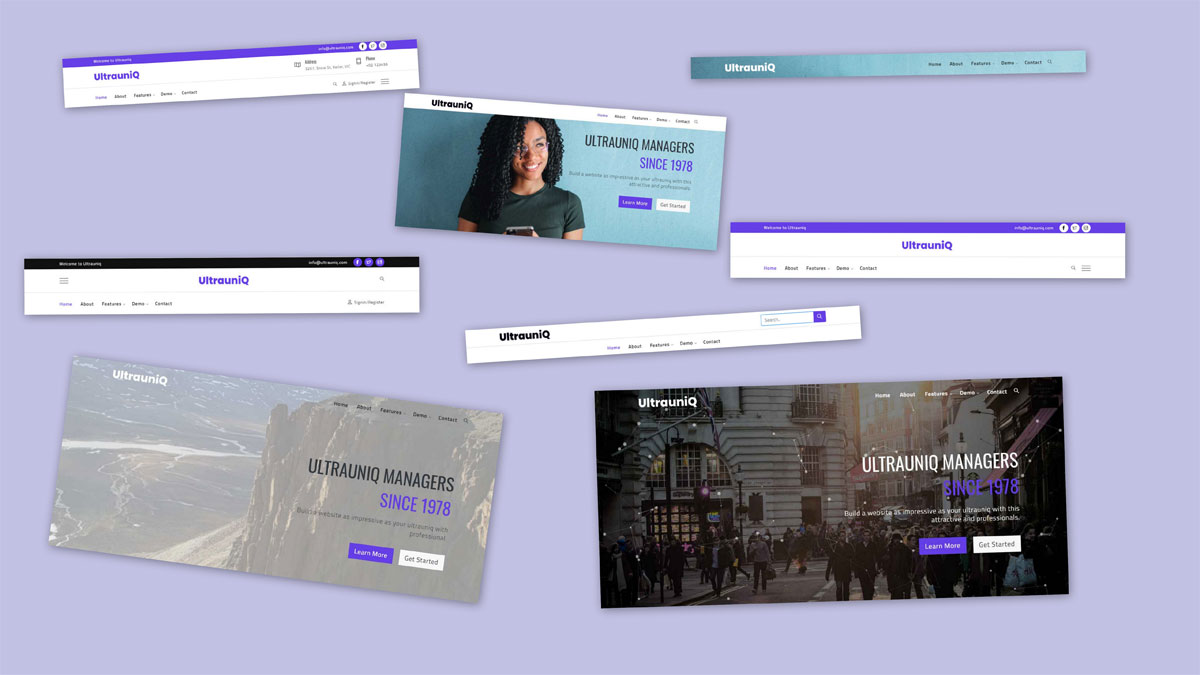 Welcome to Ultrauniq
info@ultrauniq.com
UltrauniQ
Home About Features Demo Contact
Signin/Register
UltrauniQ
Home About Features Demo Contact
UltrauniQ
Home About Features Demo Contact
ULTRAUNIQ MANAGERS
SINCE 1978
Build a website as impressive as your ultrauniq with this
attractive and professionals.
Learn More Get Started
Welcome to Ultrauniq info@ultrauniq.com
UltrauniQ
Home About Features Demo Contact
Welcome to Ultrauniq info@ultrauniq.com
UltrauniQ
Home About Features Demo Contact Signin/Register
UltrauniQ
Search...
Home About Features Demo Contact
UltrauniQ
Home About Features Demo Contact
ULTRAUNIQ MANAGERS
SINCE 1978
Build a website as impressive as your ultrauniq with
professional.
Learn More Get Started
UltrauniQ
Home About Features Demo Contact
ULTRAUNIQ MANAGERS
SINCE 1978
Build a website as impressive as your ultrauniq with this
attractive and professionals.
Learn More Get Started